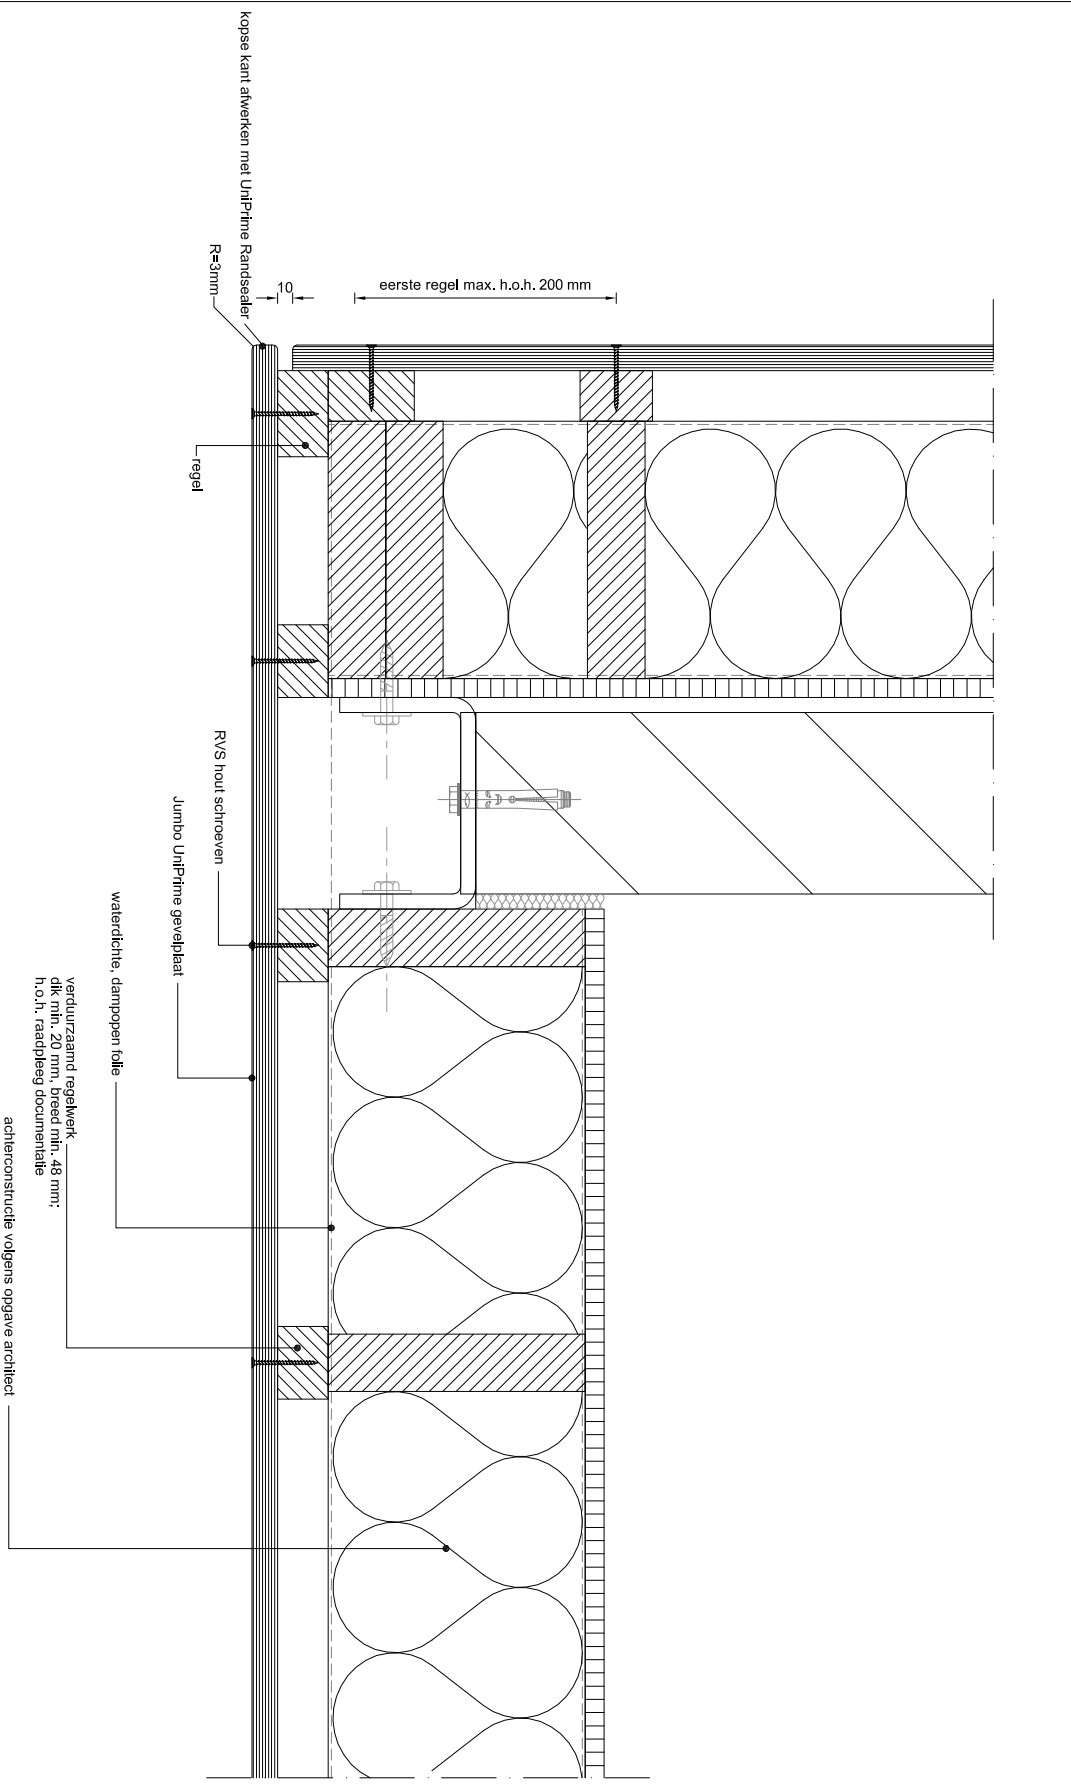 kopse kant afwerken met UniPrime Randsealer
R=3mm
10
eerste regel max. h.o.h. 200 mm
regel
RVS hout schroeven
Jumbo UniPrime gevelplaat
waterdichte, dampopen folie
verduurzaamd regelwerk
dik min. 20 mm, breed min. 48 mm;
h.o.h. raadpleeg documentatie
achterconstructie volgens opgave architect